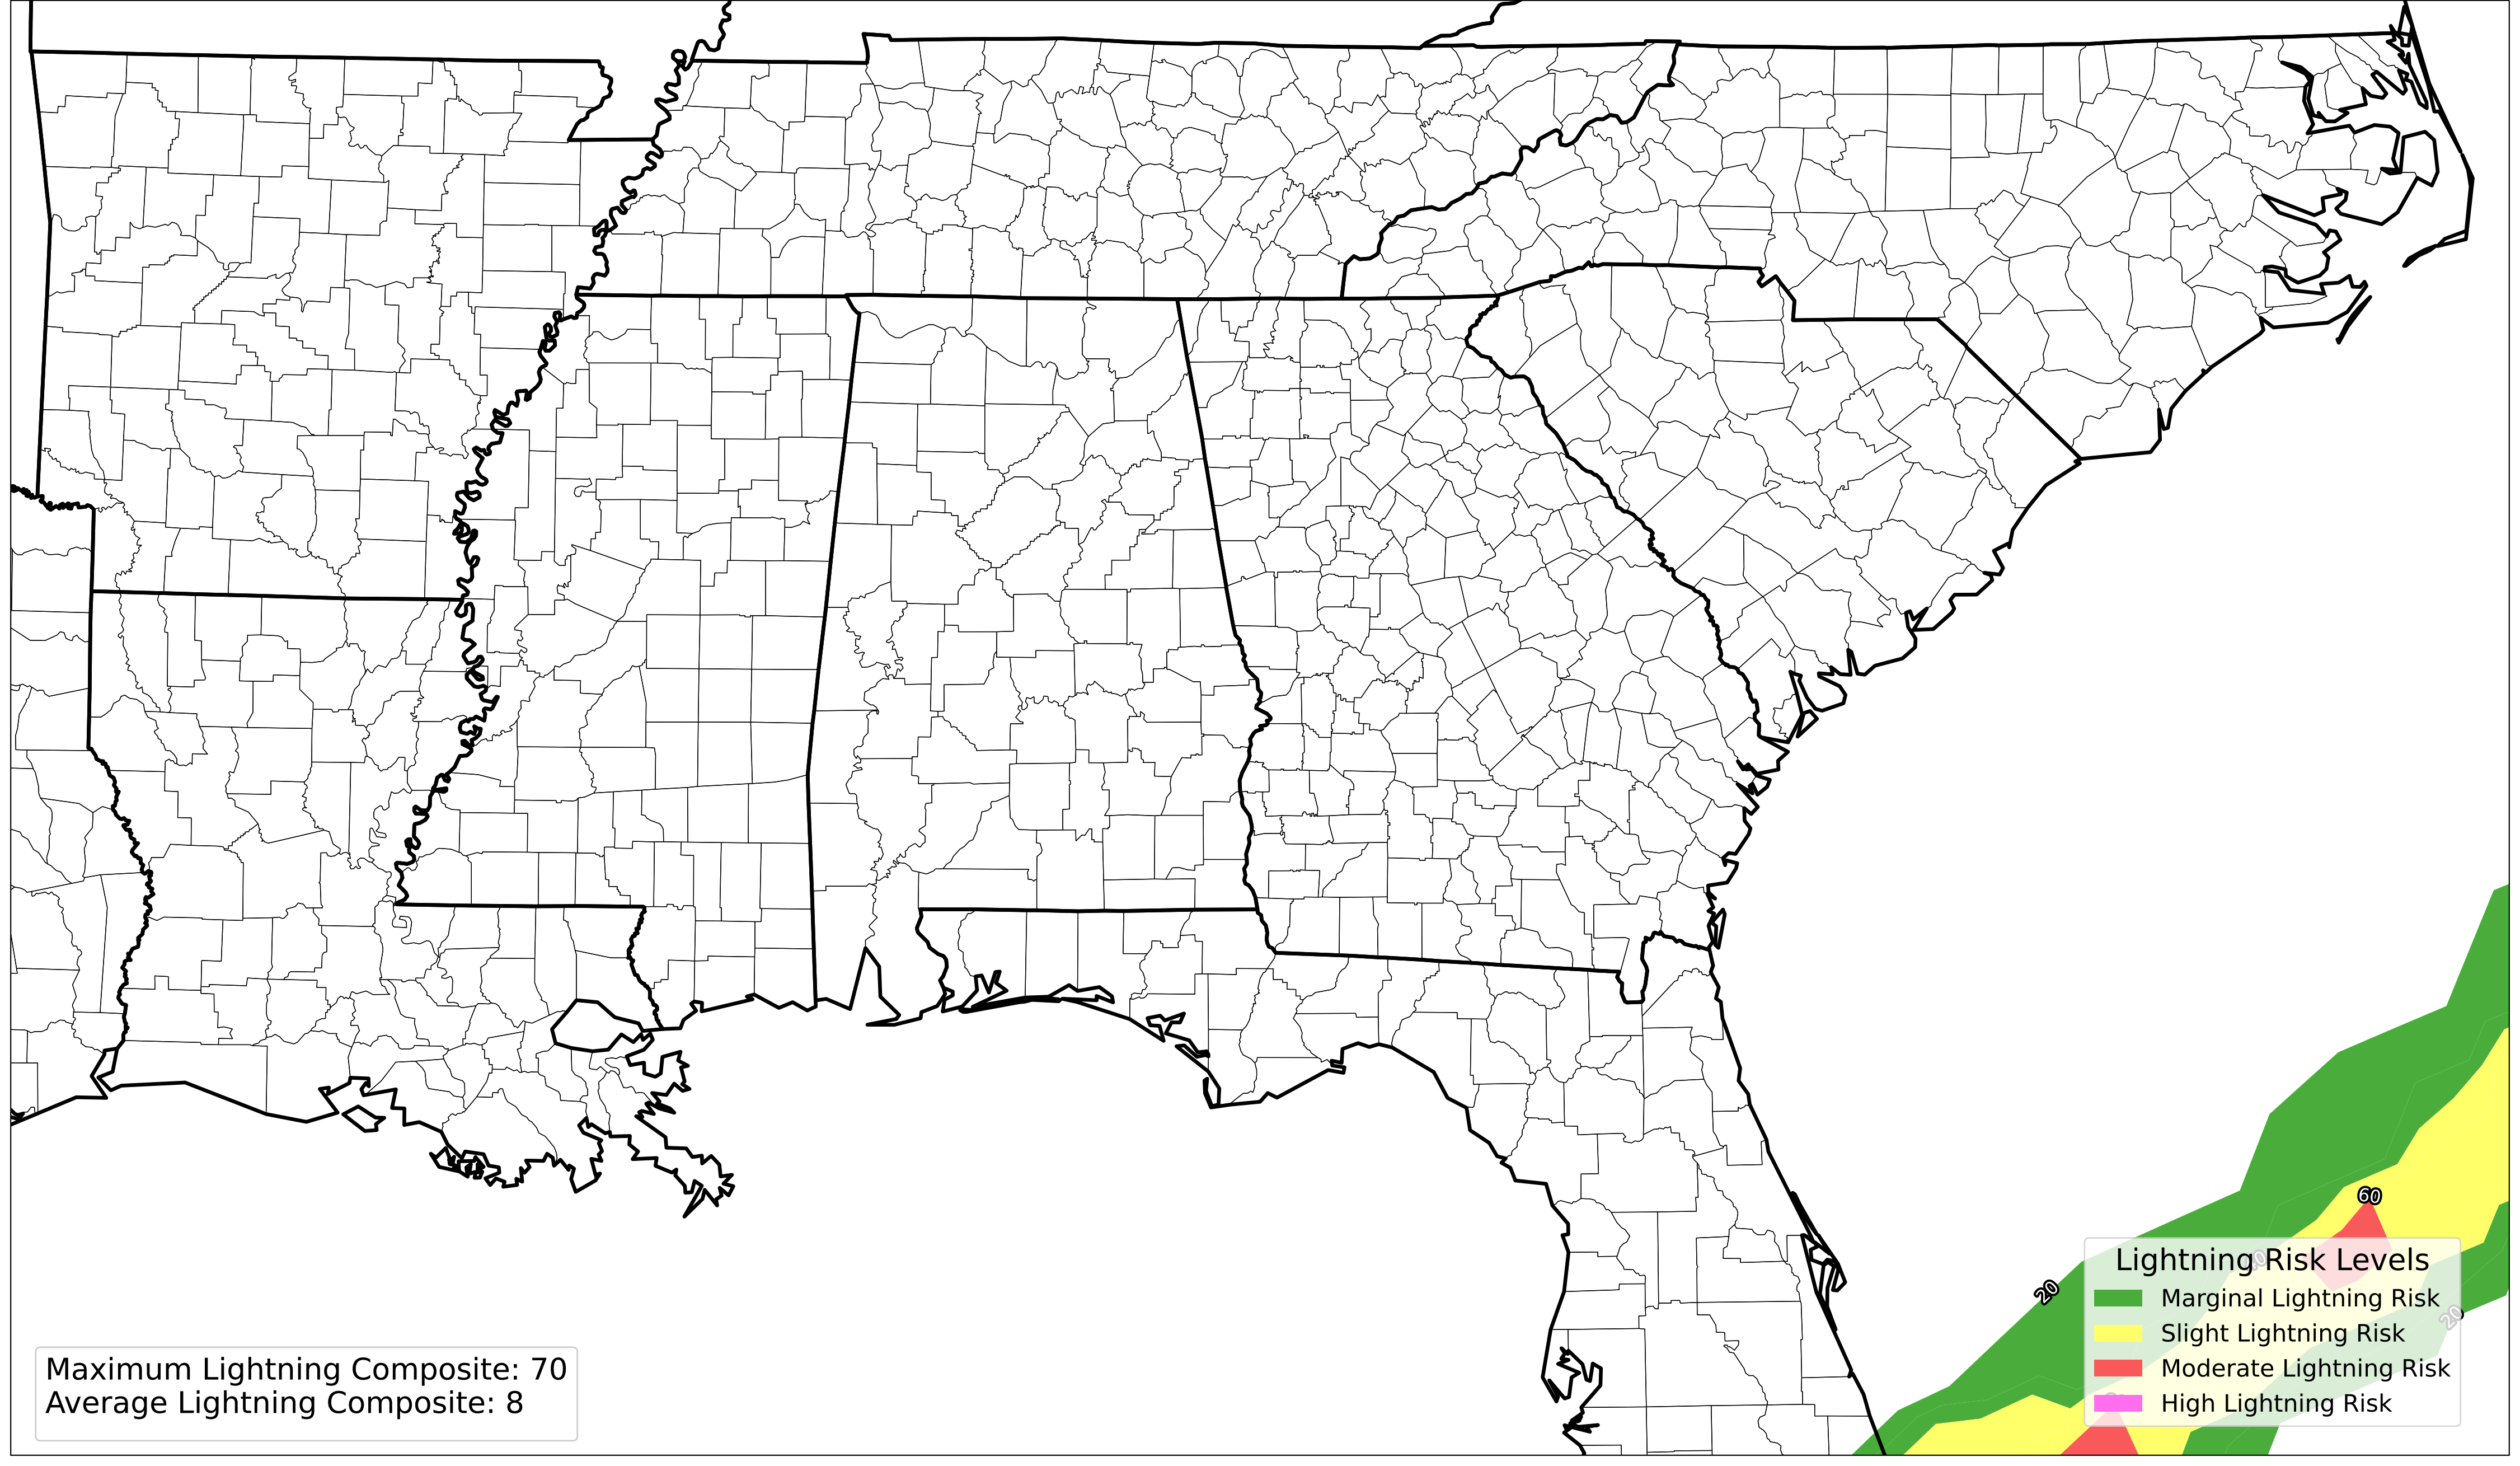 60
20
Lightning Risk Levels
Marginal Lightning Risk
20
Slight Lightning Risk
Moderate Lightning Risk
High Lightning Risk
Maximum Lightning Composite: 70
Average Lightning Composite: 8